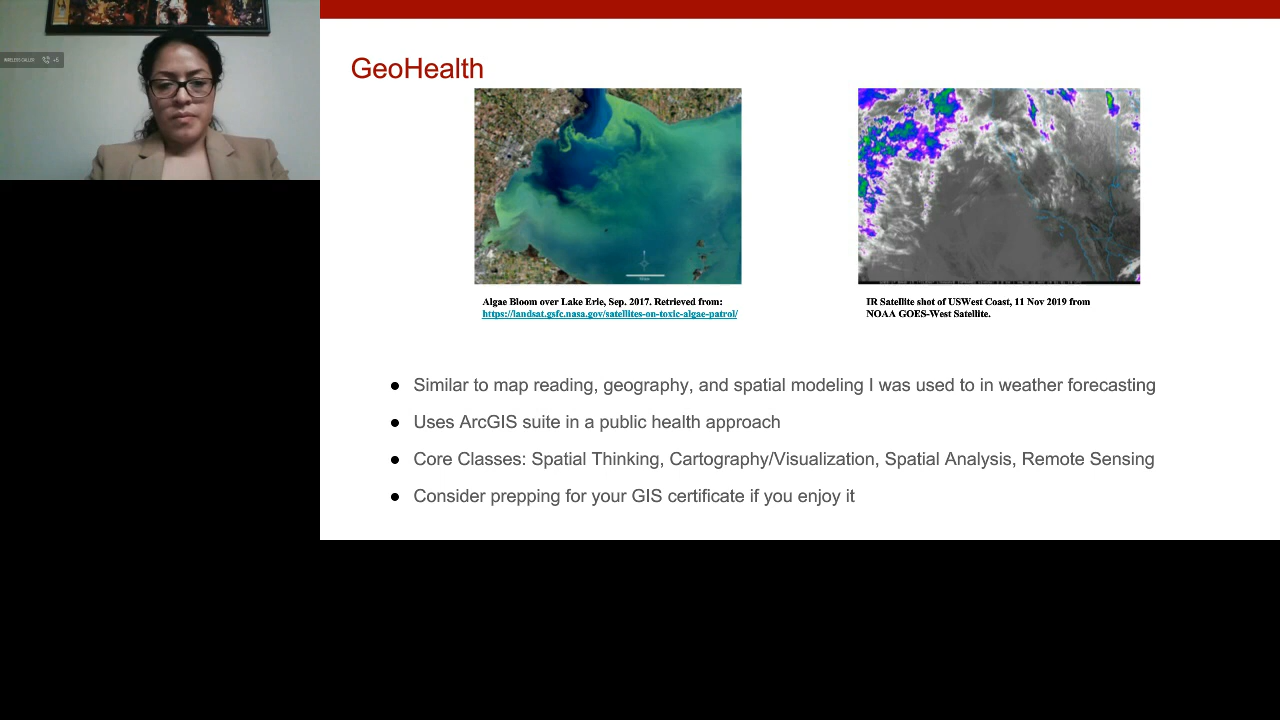 WIRELESS CALLER +5
GeoHealth
Algae Bloom over Lake Erie, Sep. 2017. Retrieved from:
https://landsat.gsfc.nasa.gov/satellites-on-toxic-algae-patrol/
IR Satellite shot of USWest Coast, 11 Nov 2019 from
NOAA GOES-West Satellite.
● Similar to map reading, geography, and spatial modeling I was used to in weather forecasting
● Uses ArcGIS suite in a public health approach
● Core Classes: Spatial Thinking, Cartography/Visualization, Spatial Analysis, Remote Sensing
● Consider prepping for your GIS certificate if you enjoy it